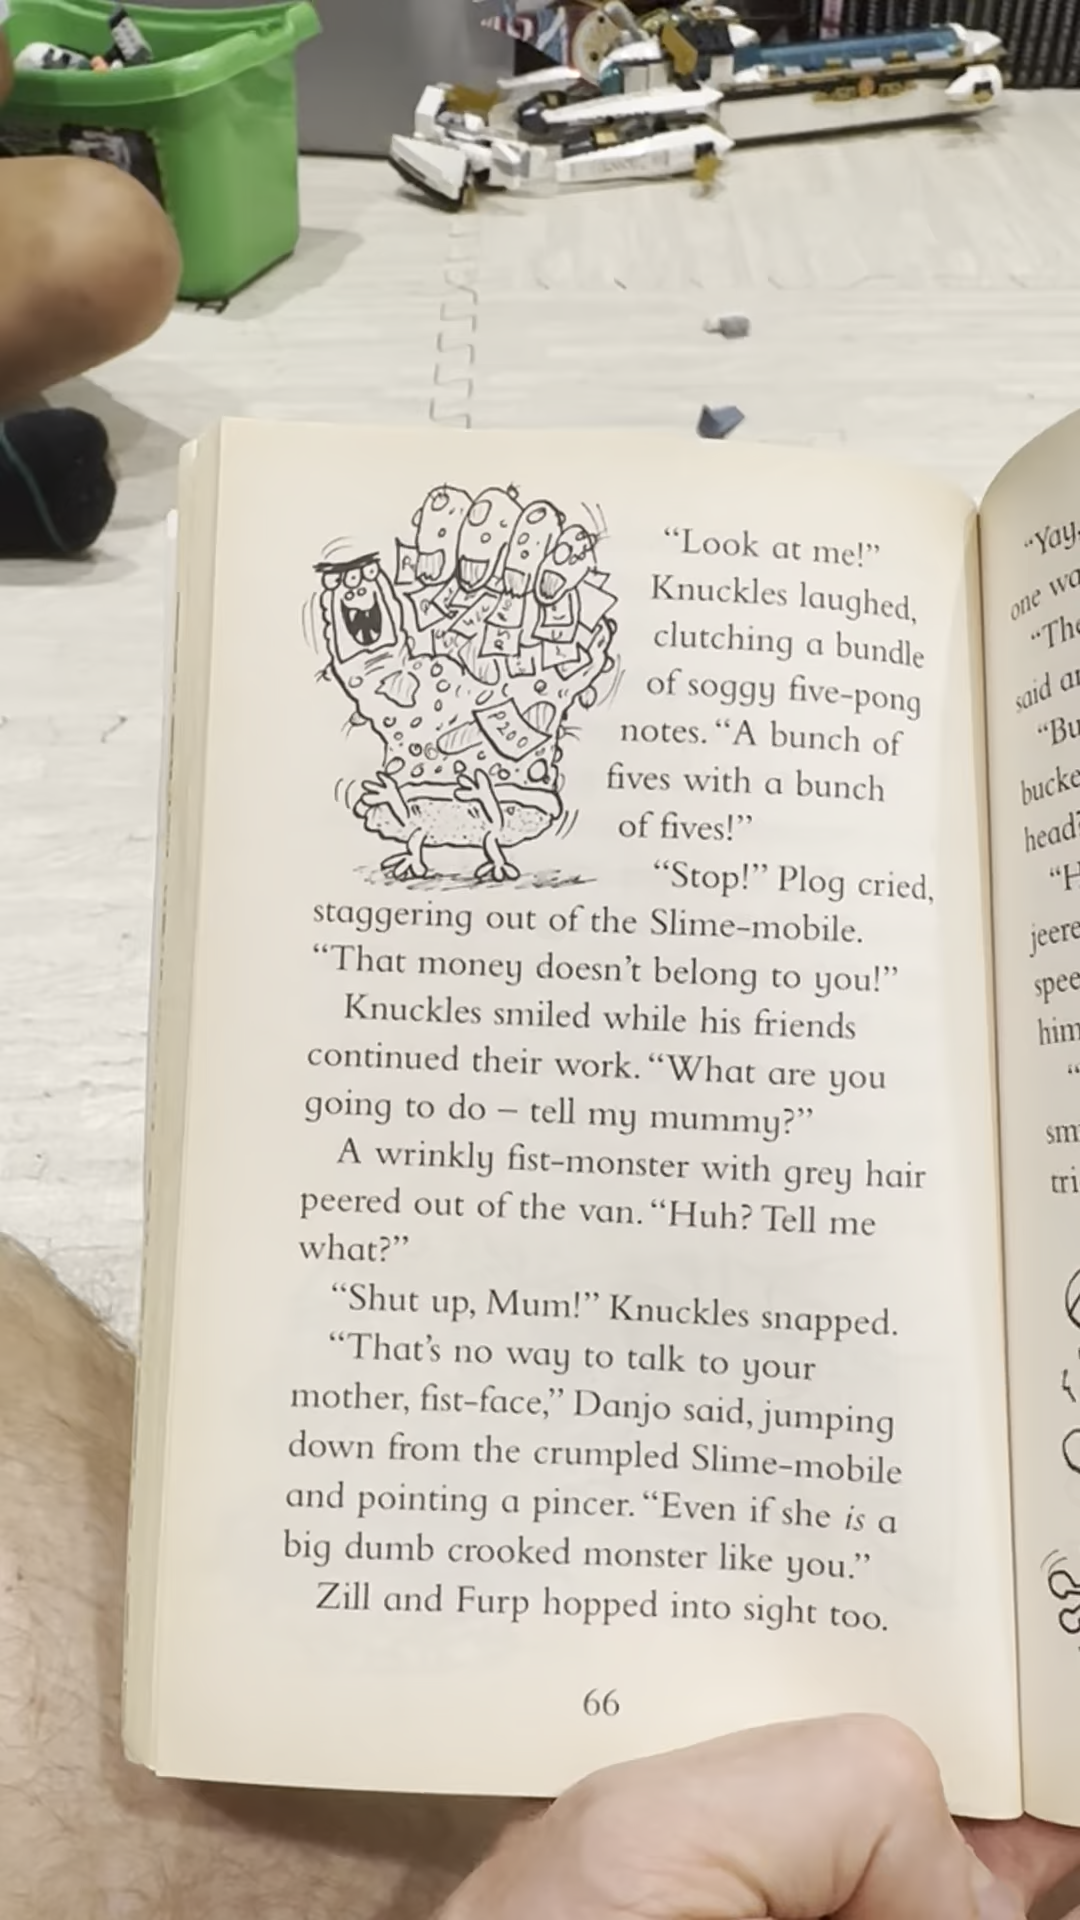 “Look at me!”
Knuckles laughed,
clutching a bundle
of soggy five-pong
notes. “A bunch of
fives with a bunch
of fives!”
“Stop!” Plog cried,
staggering out of the Slime-mobile.
“That money doesn’t belong to you!”
Knuckles smiled while his friends
continued their work. “What are you
going to do – tell my mummy?”
A wrinkly fist-monster with grey hair
peered out of the van. “Huh? Tell me
what?”
“Shut up, Mum!” Knuckles snapped.
“That’s no way to talk to your
mother, fist-face,” Danjo said, jumping
down from the crumpled Slime-mobile
and pointing a pincer. “Even if she is a
big dumb crooked monster like you.”
Zill and Furp hopped into sight too.
66
P200
“Yay
one
said